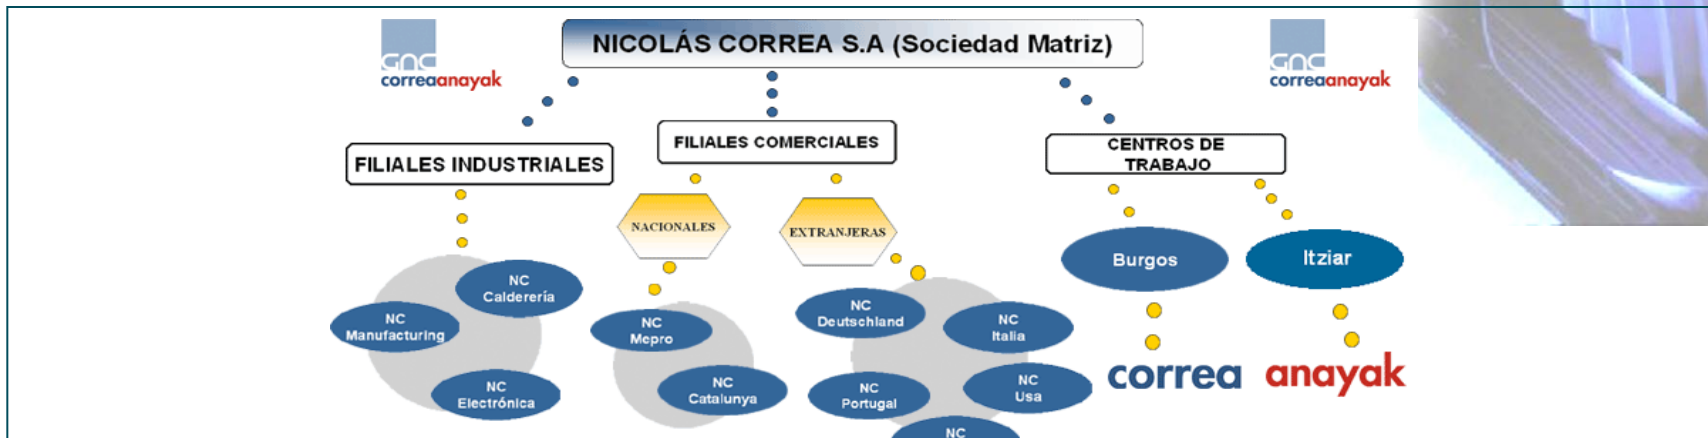 NICOLÁS CORREA S.A (Sociedad Matriz)
GNC
correaanayak
GNC
correaanayak
FILIALES INDUSTRIALES
FILIALES COMERCIALES
CENTROS DE
TRABAJO
NACIONALES
EXTRANJERAS
Burgos
Itziar
NC
Calderería
NC
Manufacturing
NC
Electrónica
NC
Mepro
NC
Catalunya
NC
Deutschland
NC
Italia
NC
Portugal
NC
Usa
NC
correa
anayak